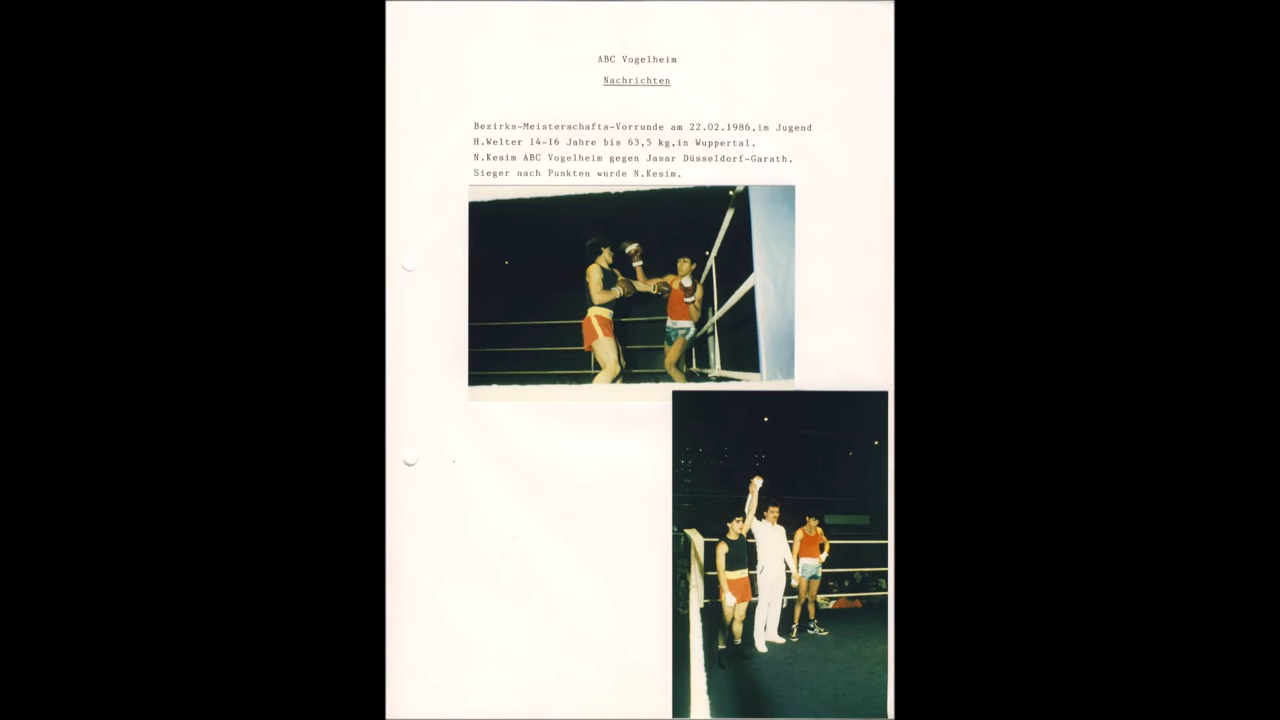 ABC Vogelheim
Nachrichten
Bezirks-Meisterschafts-Vorrunde am 22.02.1986,im Jugend
H.Welter 14-16 Jahre bis 63,5 kg,in Wuppertal.
N.Kesim ABC Vogelheim gegen Jasar Düsseldorf-Garath.
Sieger nach Punkten wurde N.Kesim.